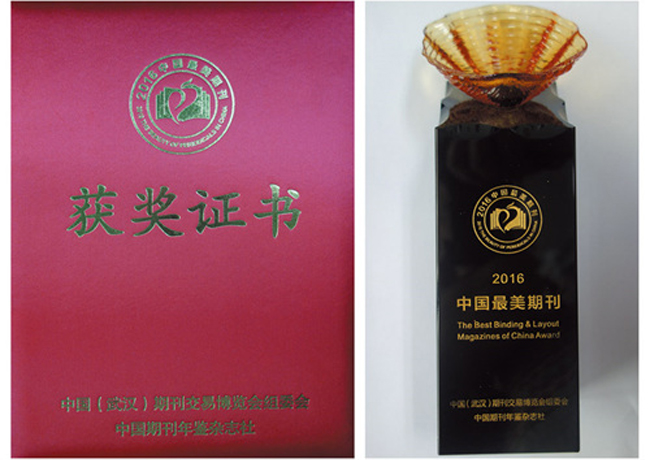 2016中国最美期刊
获奖证书
中国（武汉）期刊交易博览会组委会
中国期刊年鉴杂志社
2016中国最美期刊
2016
中国最美期刊
The Best Binding & Layout
Magazines of China Award
中国（武汉）期刊交易博览会组委会
中国期刊年鉴杂志社